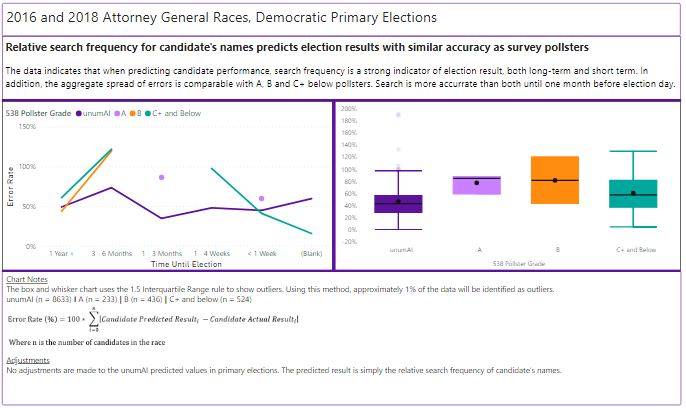 2016 and 2018 Attorney General Races, Democratic Primary Elections
Relative search frequency for candidate's names predicts election results with similar accuracy as survey pollsters
The data indicates that when predicting candidate performance, search frequency is a strong indicator of election result, both long-term and short term. In
addition, the aggregate spread of errors is comparable with A, B and C+ below pollsters. Search is more accurrate than both until one month before election day.
538 Pollster Grade unumAI A B C+ and Below
150%
100%
50%
0%
Error Rate
1 Year + 3 - 6 Months 1 - 3 Months 1 - 4 Weeks < 1 Week (Blank)
Time Until Election
200%
180%
160%
140%
120%
100%
80%
60%
40%
20%
0%
-20%
unumAI A B C+ and Below
538 Pollster Grade
Chart Notes
The box and whisker chart uses the 1.5 Interquartile Range rule to show outliers. Using this method, approximately 1% of the data will be identified as outliers.
unumAI (n = 8633) | A (n = 233) | B (n = 436) | C+ and below (n = 524)
Error Rate (%) = 100 * ∑|Candidate Predicted Resultᵢ − Candidate Actual Resultᵢ|
Where n is the number of candidates in the race
Adjustments
No adjustments are made to the unumAI predicted values in primary elections. The predicted result is simply the relative search frequency of candidate's names.